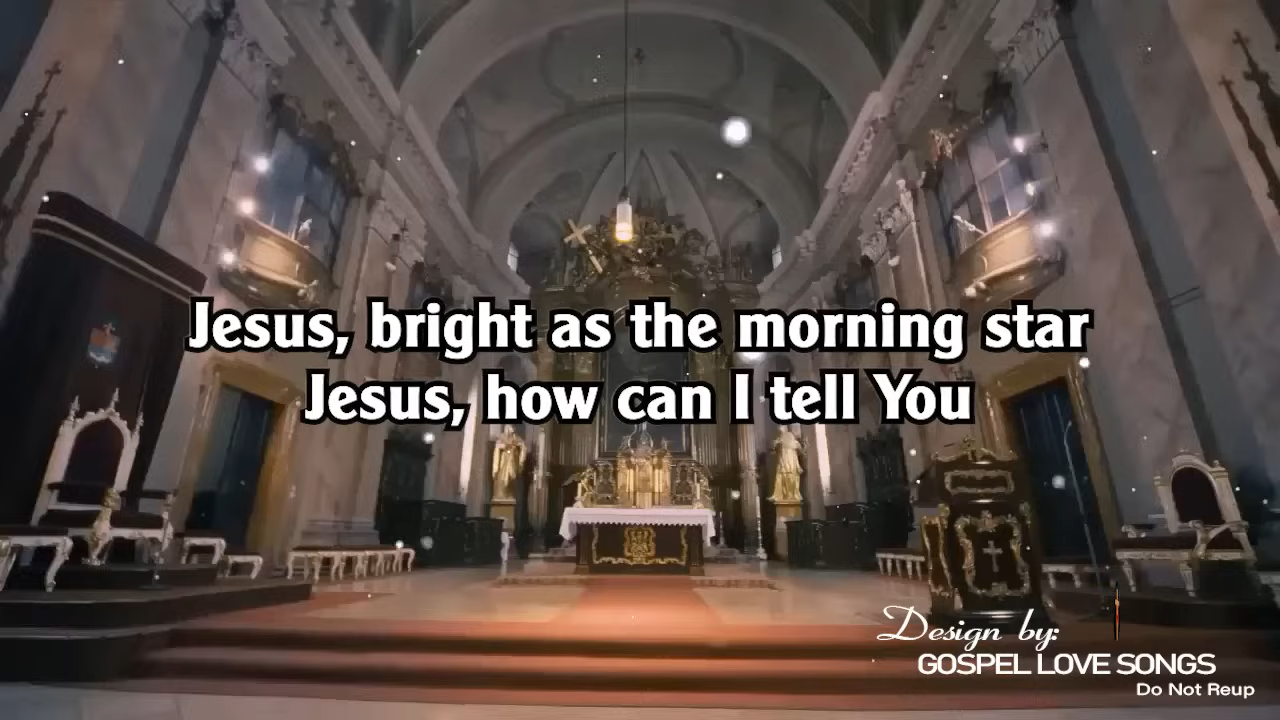 Jesus, bright as the morning star
Jesus, how can I tell You
Design by:
GOSPEL LOVE SONGS
Do Not Reup